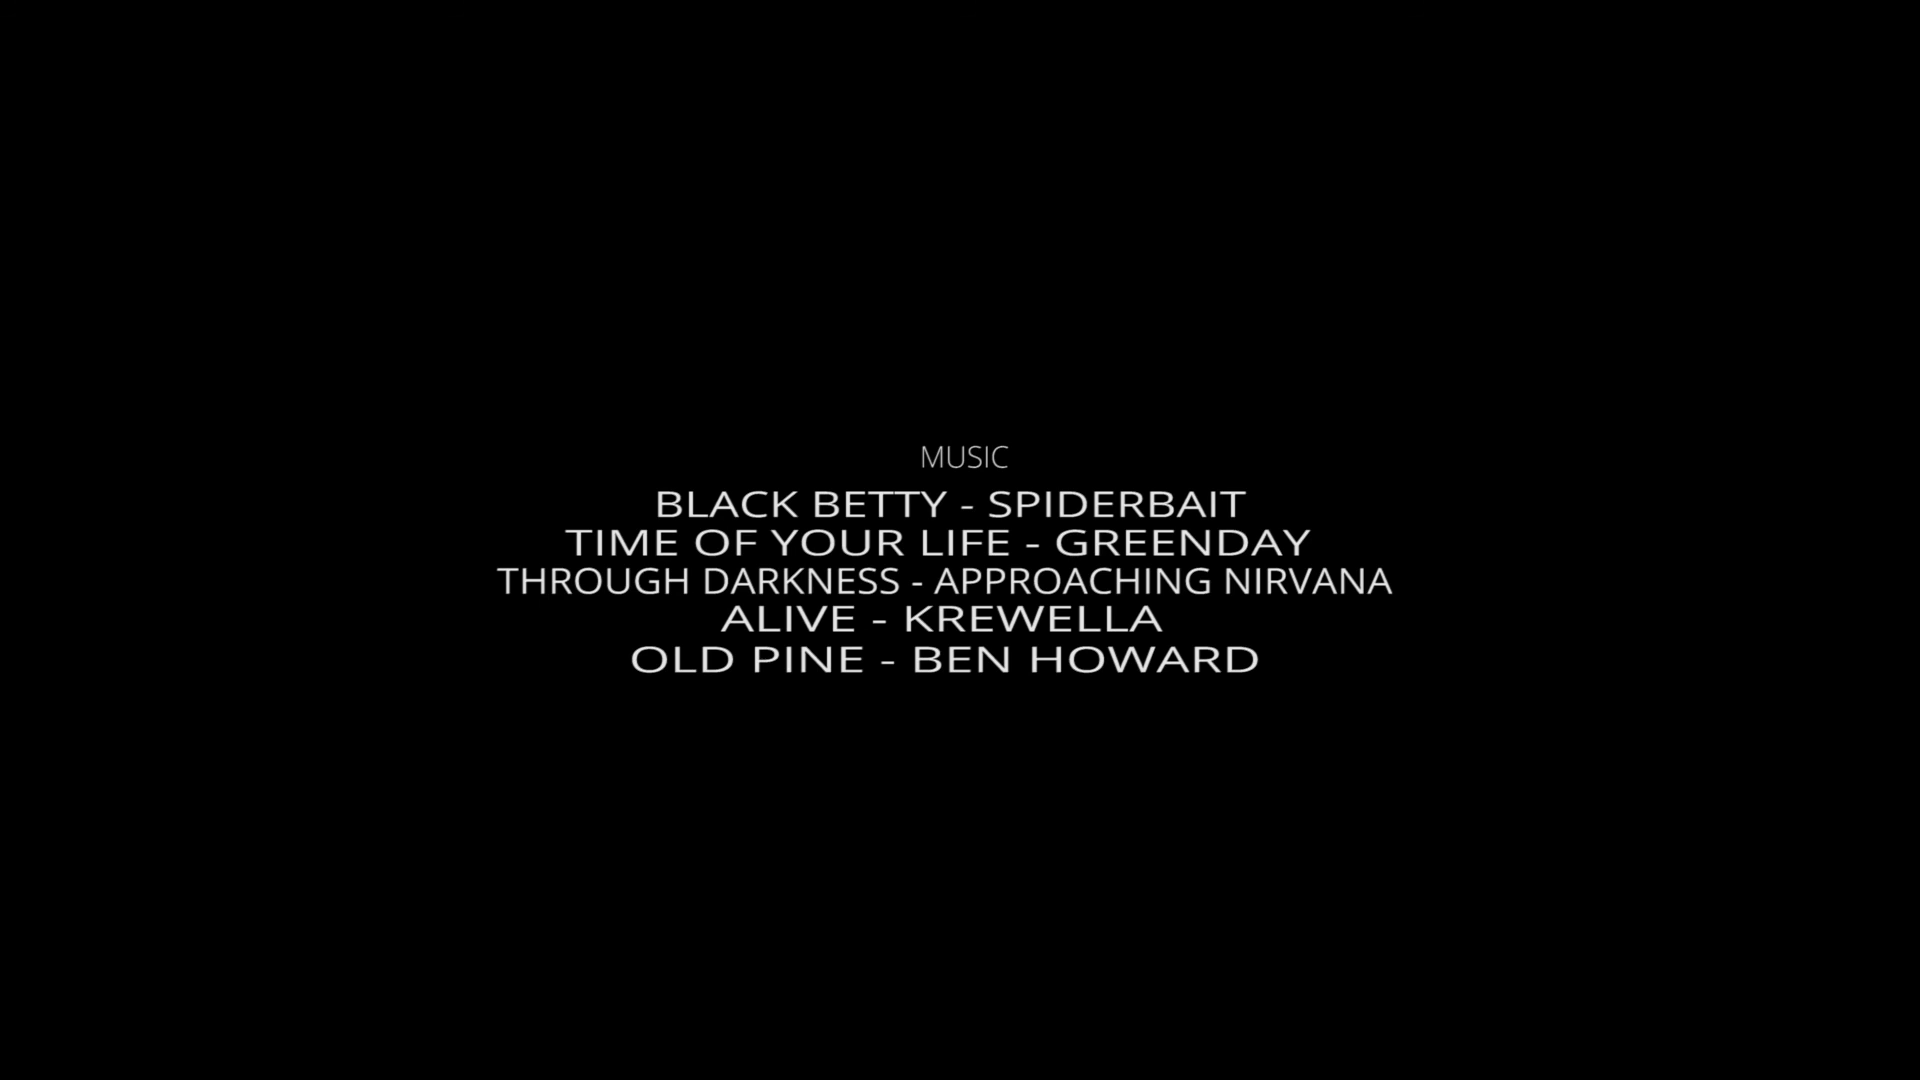 MUSIC
BLACK BETTY - SPIDERBAIT
TIME OF YOUR LIFE - GREENDAY
THROUGH DARKNESS - APPROACHING NIRVANA
ALIVE - KREWELLA
OLD PINE - BEN HOWARD